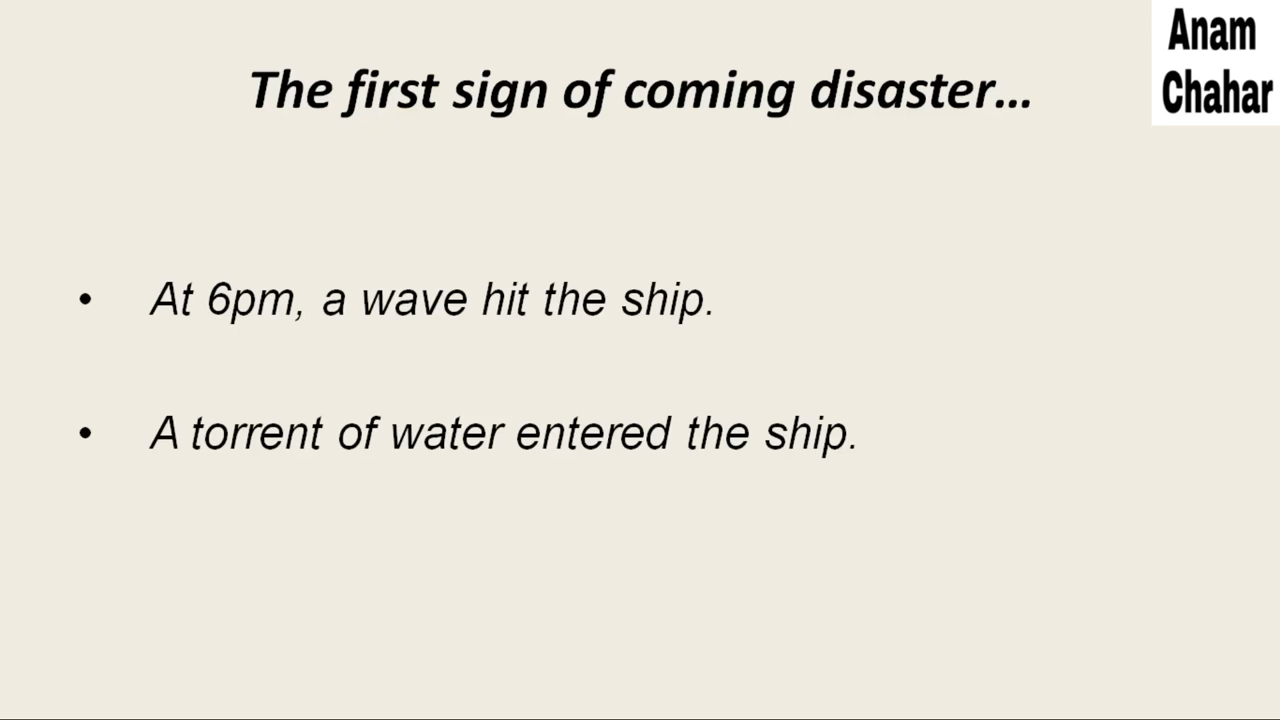 Anam
Chahar
The first sign of coming disaster...
• At 6pm, a wave hit the ship.
• A torrent of water entered the ship.